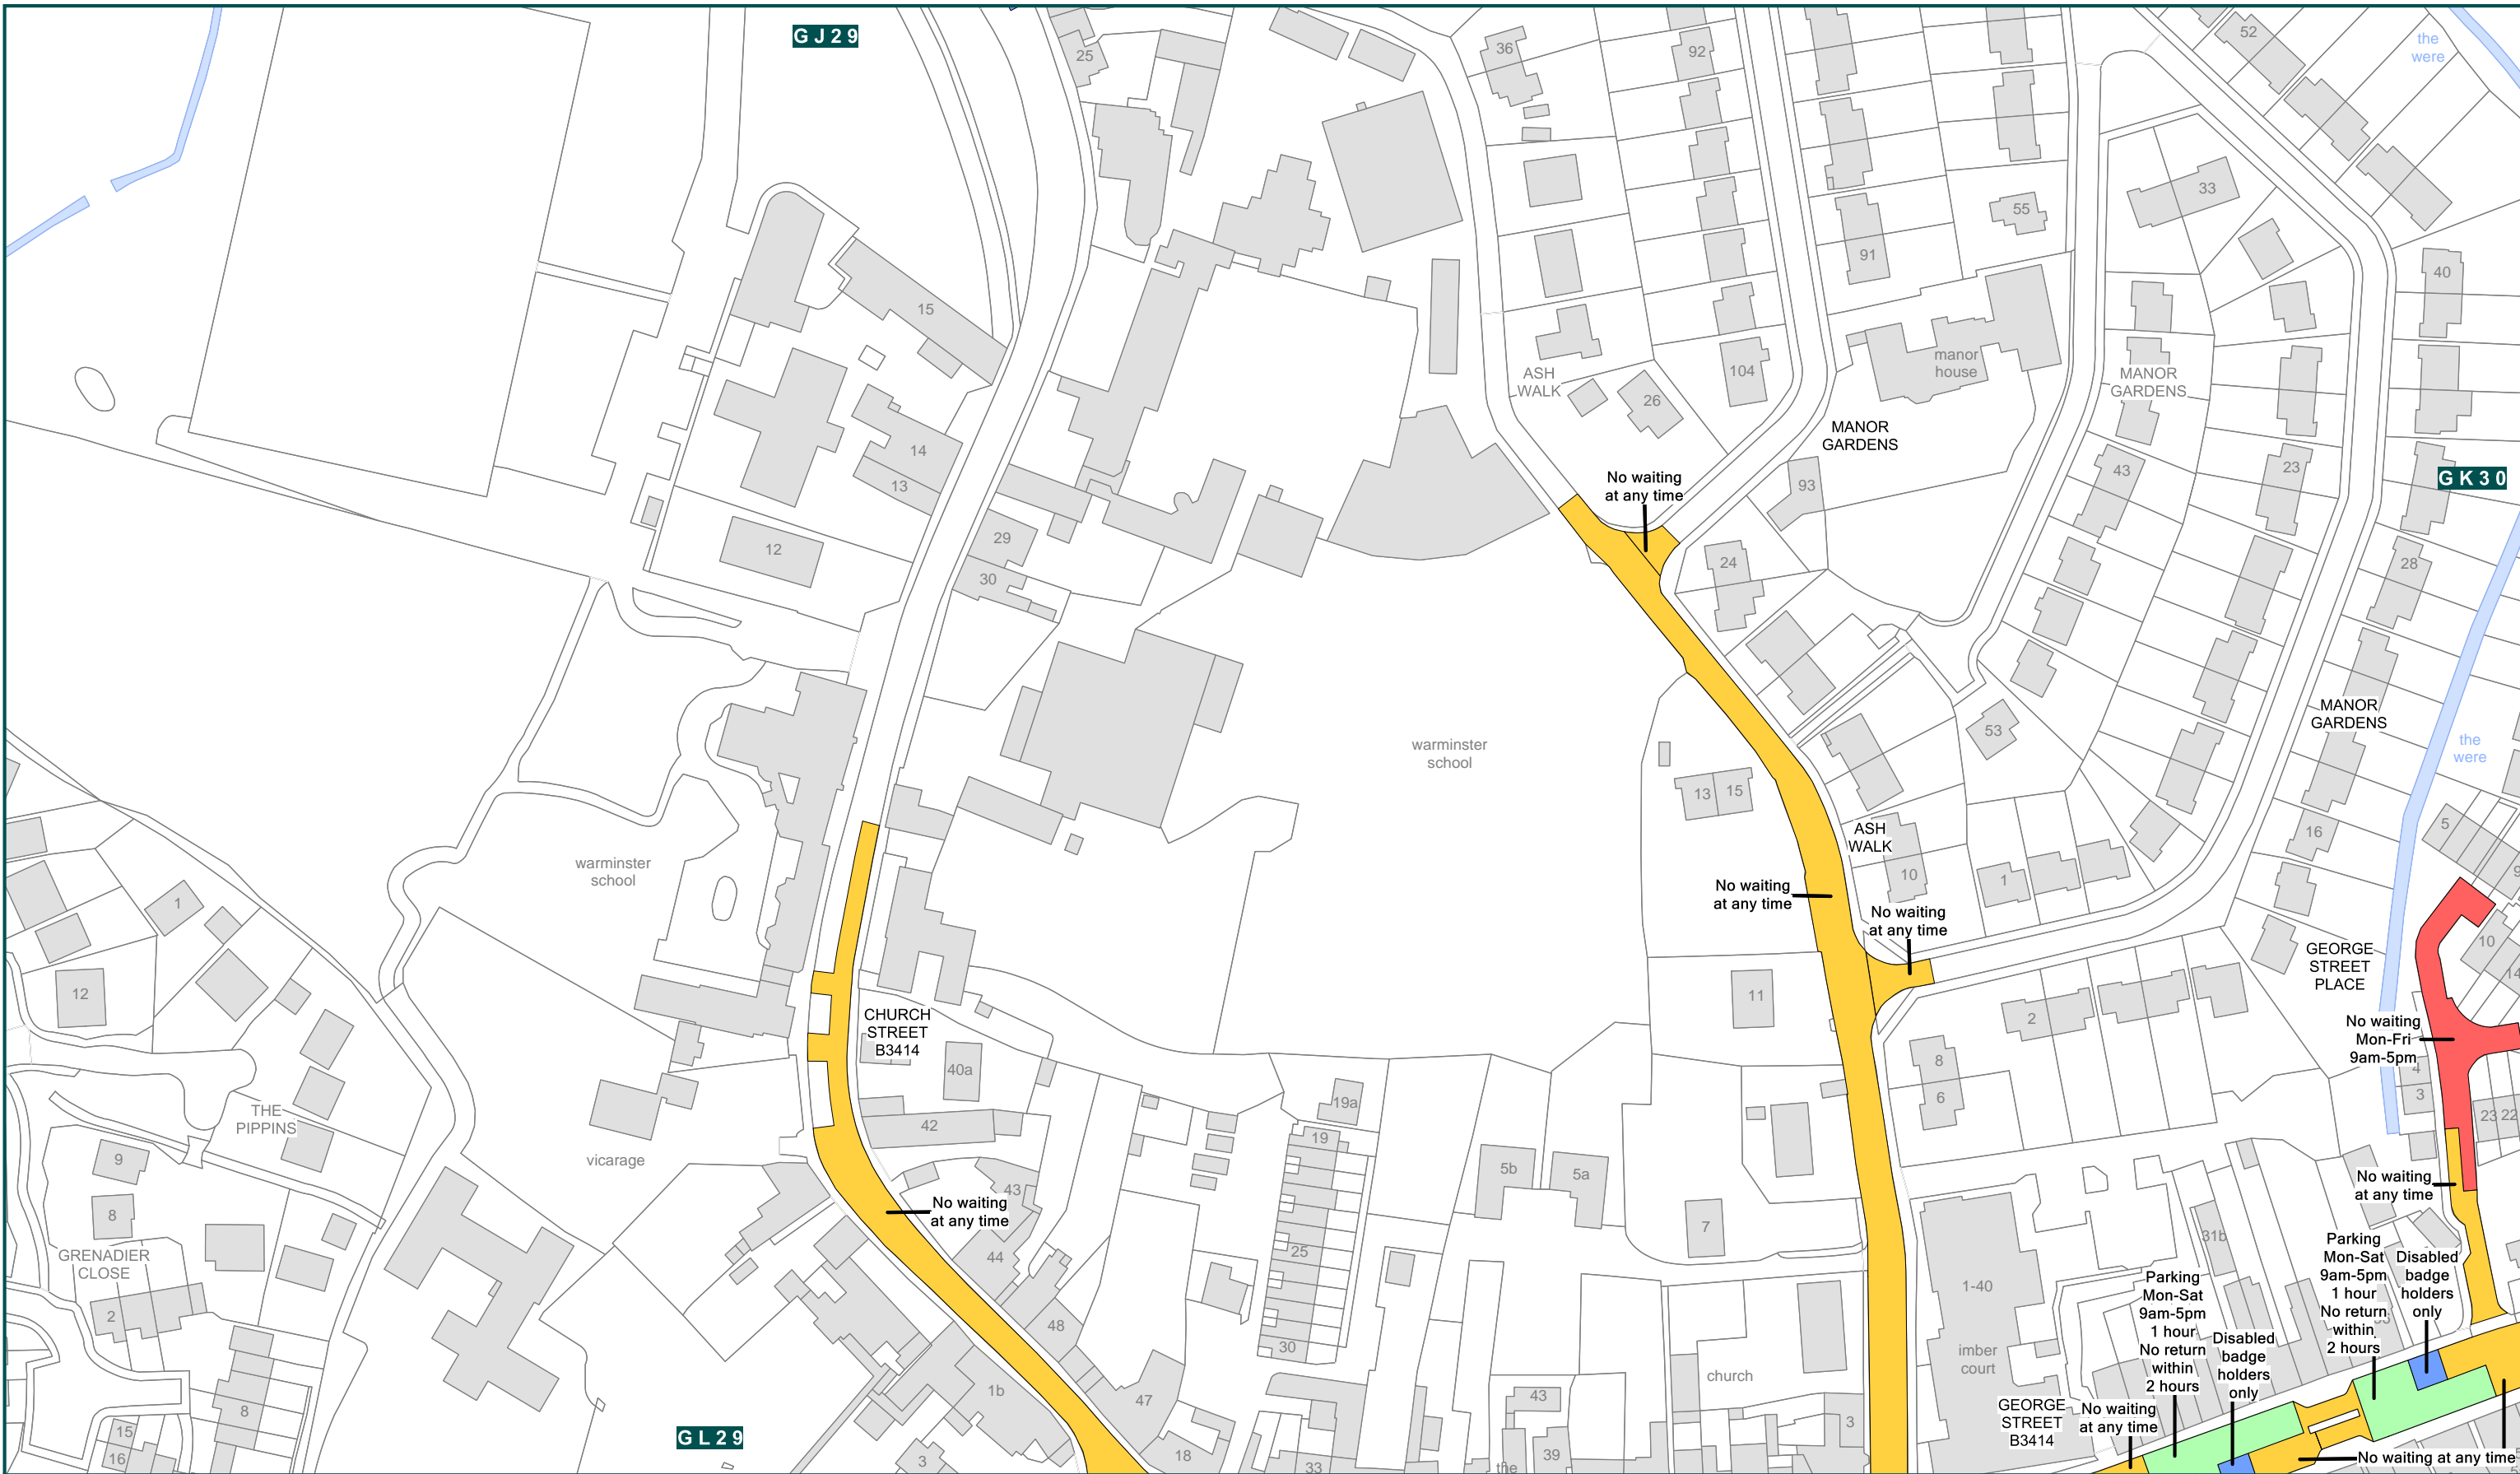 GJ29
25
36
92
52
the
were
33
55
91
40
15
ASH
WALK
26
104
manor
house
MANOR
GARDENS
MANOR
GARDENS
14
13
No waiting
at any time
93
43
23
GK30
29
30
12
24
28
53
MANOR
GARDENS
the
were
warminster
school
13
15
ASH
WALK
16
5
warminster
school
No waiting
at any time
10
1
No waiting
at any time
1
12
11
2
GEORGE
STREET
PLACE
10
14
9
CHURCH
STREET
B3414
40a
8
6
No waiting
Mon-Fri
9am-5pm
4
3
23
22
THE
PIPPINS
42
19a
19
vicarage
9
5b
5a
43
No waiting
at any time
No waiting
at any time
8
7
31b
GRENADIER
CLOSE
44
25
1-40
Parking
Mon-Sat
9am-5pm
1 hour
No return
within
2 hours
Disabled
badge
holders
only
Parking
Mon-Sat
9am-5pm
1 hour
No return
within
2 hours
Disabled
badge
holders
only
2
48
30
imber
court
church
1b
47
43
8
3
GEORGE
STREET
B3414
No waiting
at any time
GL29
15
16
3
18
33
the
39
No waiting at any time